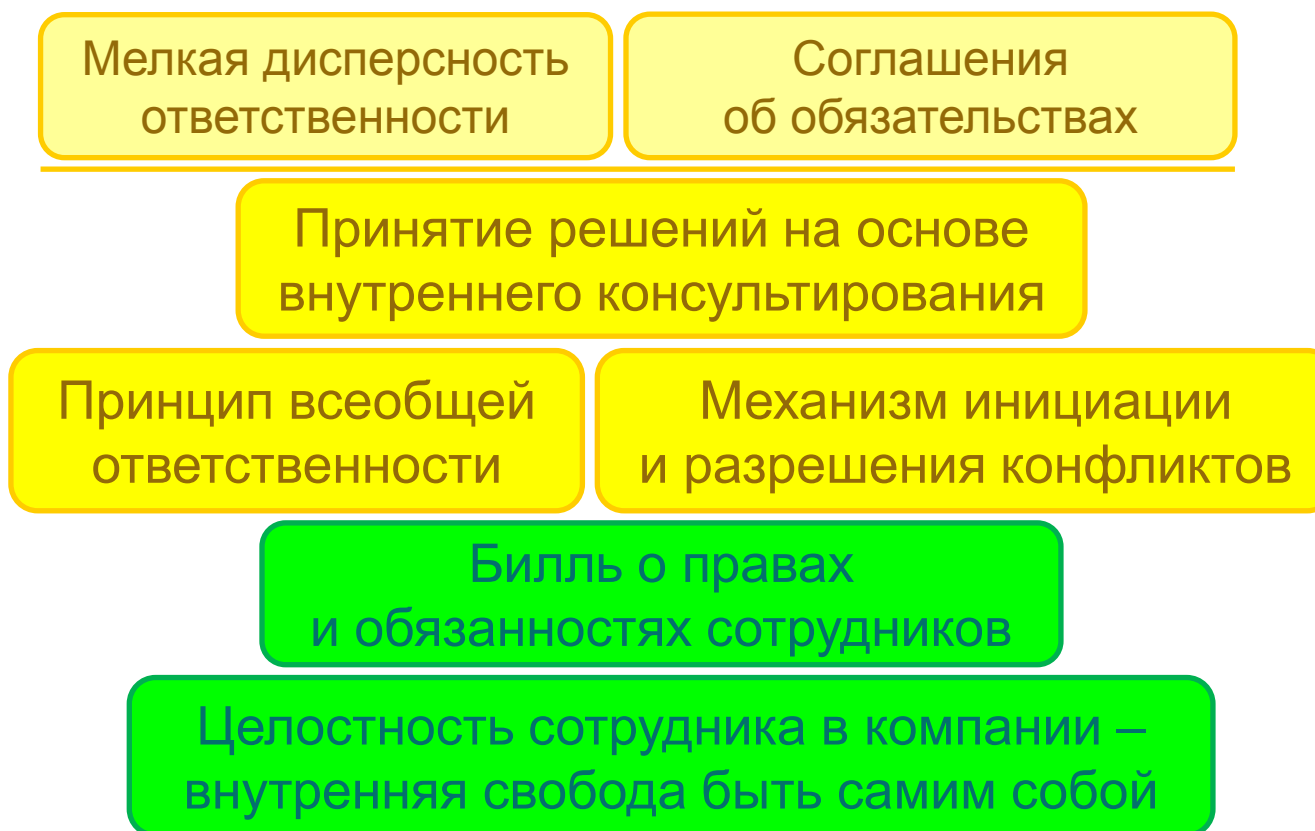 Мелкая дисперсность
ответственности
Соглашения
об обязательствах
Принятие решений на основе
внутреннего консультирования
Принцип всеобщей
ответственности
Механизм инициации
и разрешения конфликтов
Билль о правах
и обязанностях сотрудников
Целостность сотрудника в компании –
внутренняя свобода быть самим собой